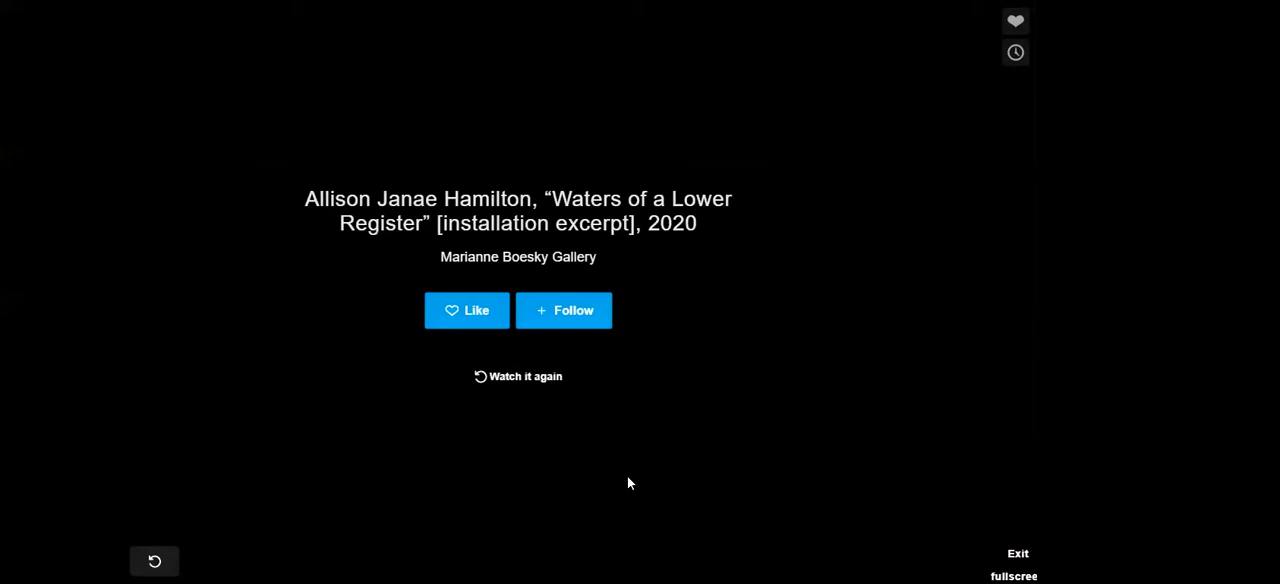 Allison Janae Hamilton, “Waters of a Lower
Register” [installation excerpt], 2020
Marianne Boesky Gallery
Like
+ Follow
Watch it again
Exit
fullscree